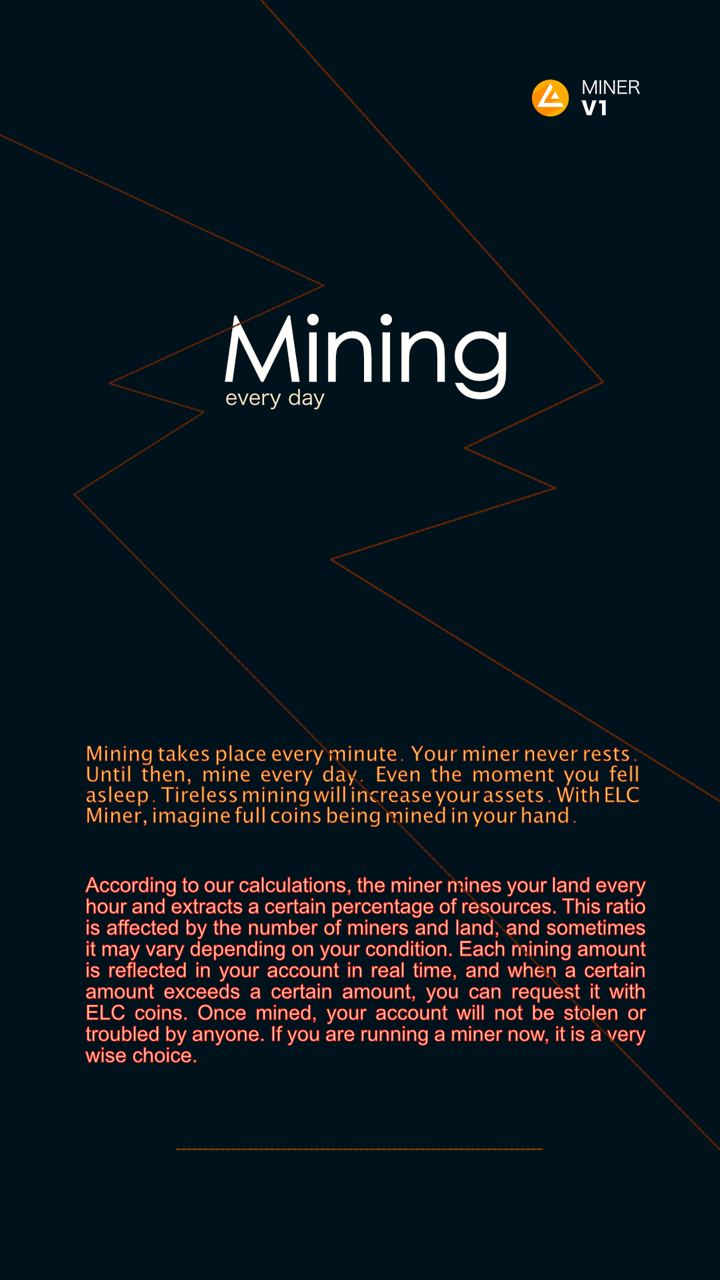 MINER
V1
Mining
every day
Mining takes place every minute. Your miner never rests.
Until then, mine every day. Even the moment you fell
asleep. Tireless mining will increase your assets. With ELC
Miner, imagine full coins being mined in your hand.
According to our calculations, the miner mines your land every
hour and extracts a certain percentage of resources. This ratio
is affected by the number of miners and land, and sometimes
it may vary depending on your condition. Each mining amount
is reflected in your account in real time, and when a certain
amount exceeds a certain amount, you can request it with
ELC coins. Once mined, your account will not be stolen or
troubled by anyone. If you are running a miner now, it is a very
wise choice.